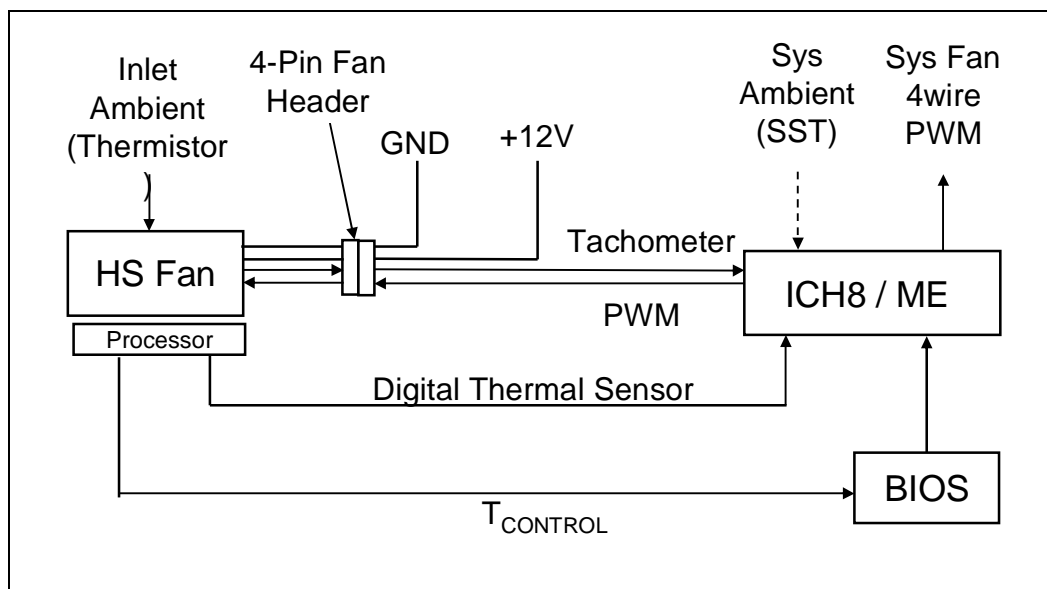 Inlet
Ambient
(Thermistor
)
4-Pin Fan
Header
GND
+12V
Sys
Ambient
(SST)
Sys Fan
4wire
PWM
HS Fan
Tachometer
ICH8 / ME
PWM
Processor
Digital Thermal Sensor
BIOS
TCONTROL